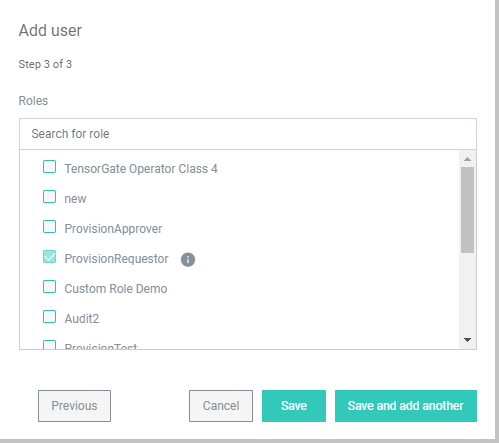 Add user
Step 3 of 3
Roles
Search for role
TensorGate Operator Class 4
new
ProvisionApprover
ProvisionRequestor
Custom Role Demo
Audit2
ProvisionTest
Previous Cancel Save Save and add another